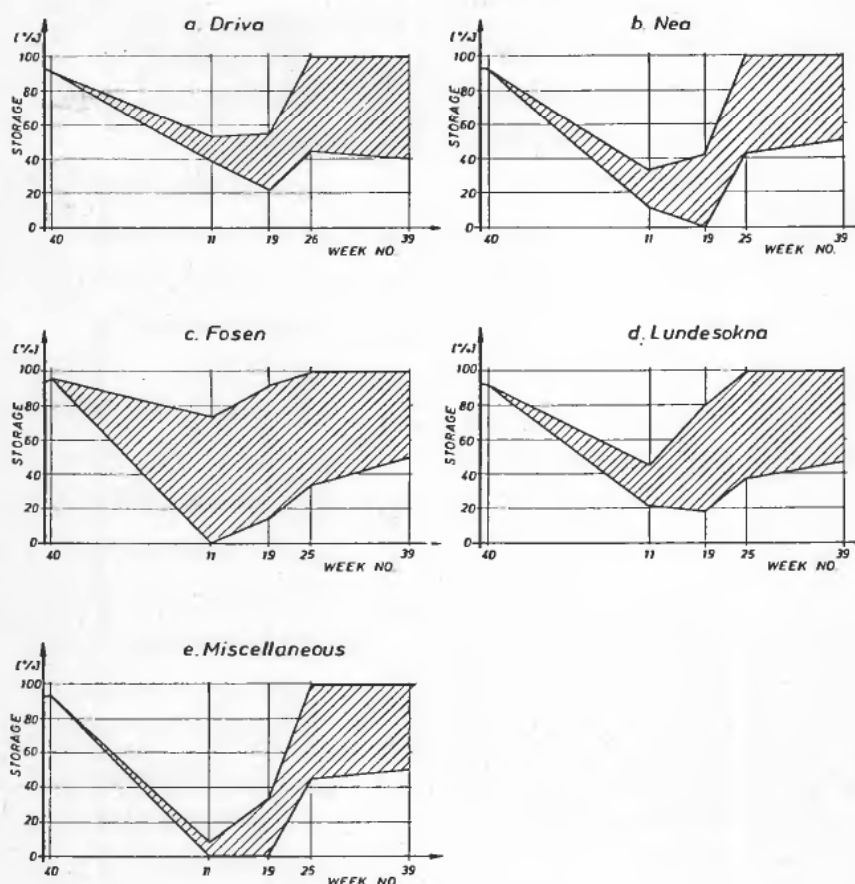 a. Driva
[%]
100
80
60
40
20
0
STORAGE
40 11 19 26 39
WEEK NO.
b. Nea
[%]
100
80
60
40
20
0
STORAGE
40 11 19 25 39
WEEK NO.
c. Fosen
[%]
100
80
60
40
20
0
STORAGE
40 11 19 25 39
WEEK NO.
d. Lundesokna
[%]
100
80
60
40
20
0
STORAGE
40 11 19 25 39
WEEK NO.
e. Miscellaneous
[%]
100
80
60
40
20
0
STORAGE
40 11 19 25 39
WEEK NO.